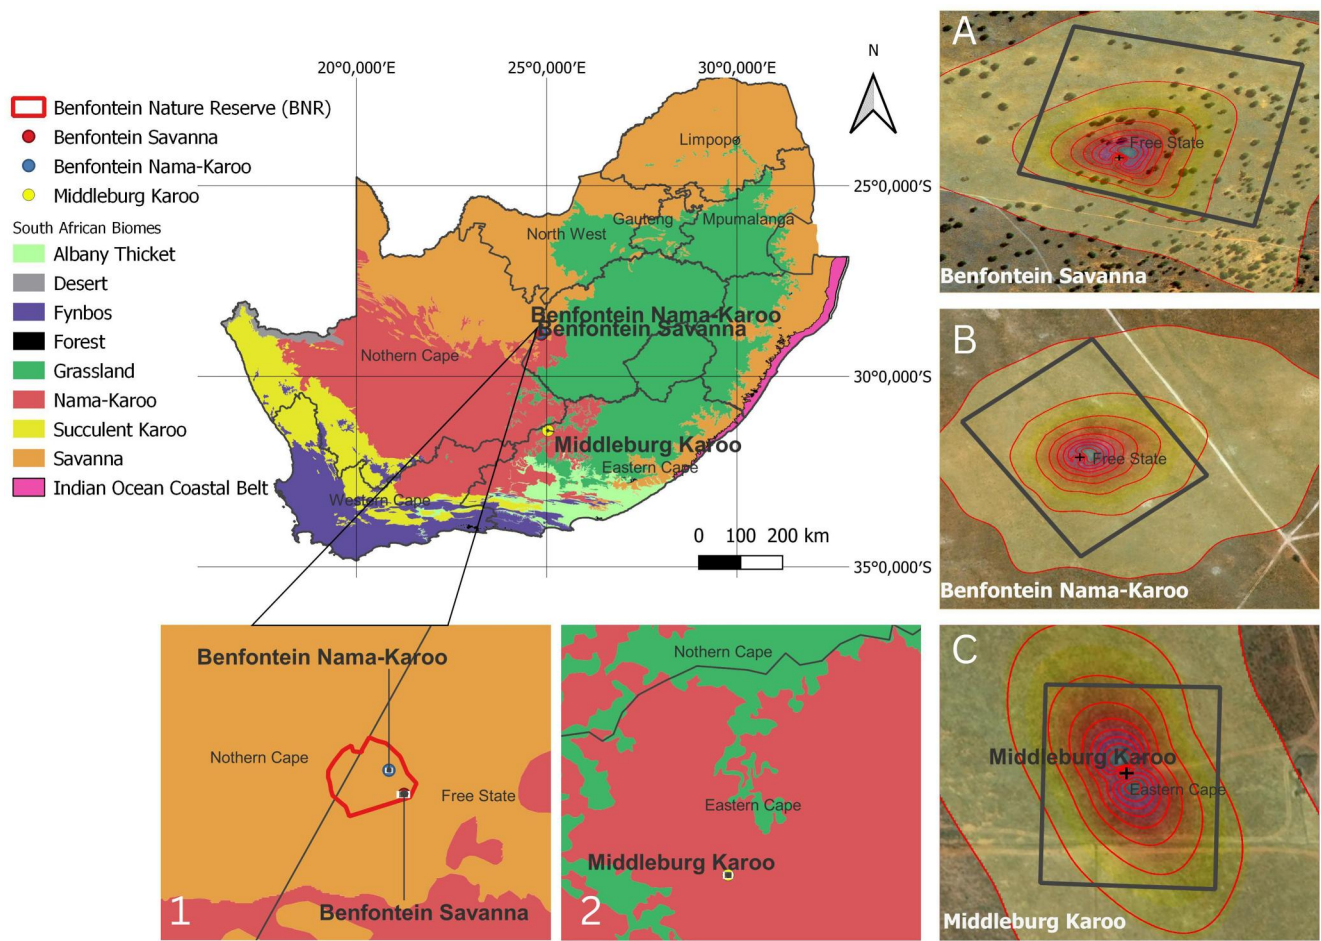 N
20°0,000′E
25°0,000′E
30°0,000′E
Benfontein Nature Reserve (BNR)
Benfontein Savanna
Benfontein Nama-Karoo
Middleburg Karoo
South African Biomes
Albany Thicket
Desert
Fynbos
Forest
Grassland
Nama-Karoo
Succulent Karoo
Savanna
Indian Ocean Coastal Belt
Limpopo
25°0,000′S
Gauteng
Mpumalanga
North West
Benfontein Nama-Karoo
Benfontein Savanna
Nothern Cape
30°0,000′S
Middleburg Karoo
Eastern Cape
Western Cape
0 100 200 km
35°0,000′S
Benfontein Nama-Karoo
Nothern Cape
Free State
Benfontein Savanna
1
Nothern Cape
Eastern Cape
Middleburg Karoo
2
A
Free State
Benfontein Savanna
B
Free State
Benfontein Nama-Karoo
C
Middleburg Karoo
Eastern Cape
Middleburg Karoo